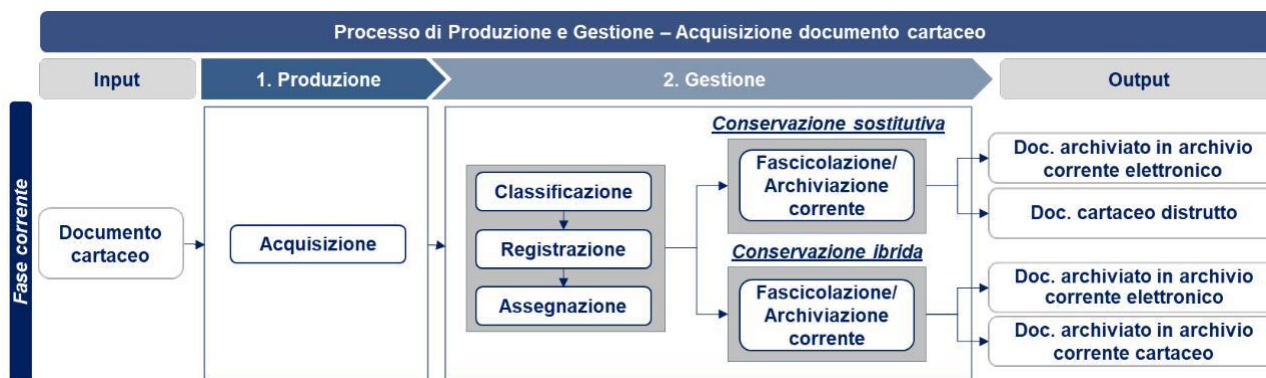 Processo di Produzione e Gestione – Acquisizione documento cartaceo
Input
1. Produzione
2. Gestione
Output
Fase corrente
Documento
cartaceo
Acquisizione
Classificazione
Registrazione
Assegnazione
Conservazione sostitutiva
Fascicolazione/
Archiviazione
corrente
Conservazione ibrida
Fascicolazione/
Archiviazione
corrente
Doc. archiviato in archivio
corrente elettronico
Doc. cartaceo distrutto
Doc. archiviato in archivio
corrente elettronico
Doc. archiviato in archivio
corrente cartaceo